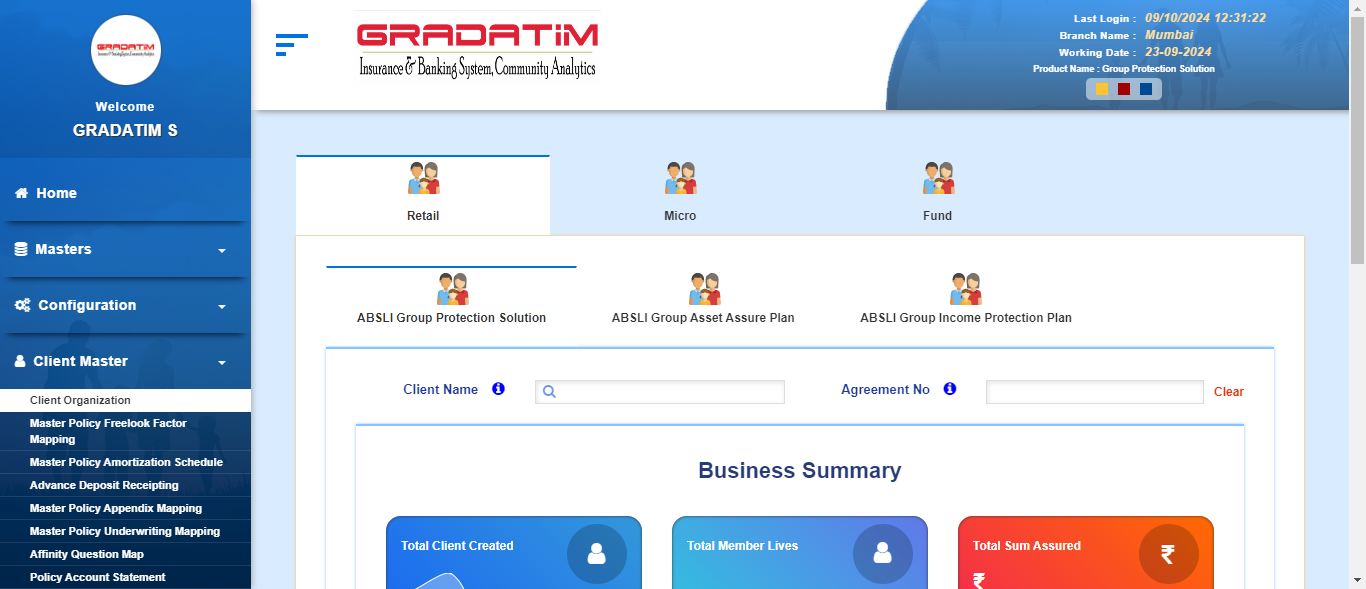 GRADATIM
Insurance & Banking System, Community Analytics
Welcome
GRADATIM S
Home
Masters
Configuration
Client Master
Client Organization
Master Policy Freelook Factor
Mapping
Master Policy Amortization Schedule
Advance Deposit Receipting
Master Policy Appendix Mapping
Master Policy Underwriting Mapping
Affinity Question Map
Policy Account Statement
GRADATIM
Insurance & Banking System, Community Analytics
Last Login : 09/10/2024 12:31:22
Branch Name : Mumbai
Working Date : 23-09-2024
Product Name : Group Protection Solution
Retail
Micro
Fund
ABSLI Group Protection Solution
ABSLI Group Asset Assure Plan
ABSLI Group Income Protection Plan
Client Name
Agreement No
Clear
Business Summary
Total Client Created
Total Member Lives
Total Sum Assured
₹
₹